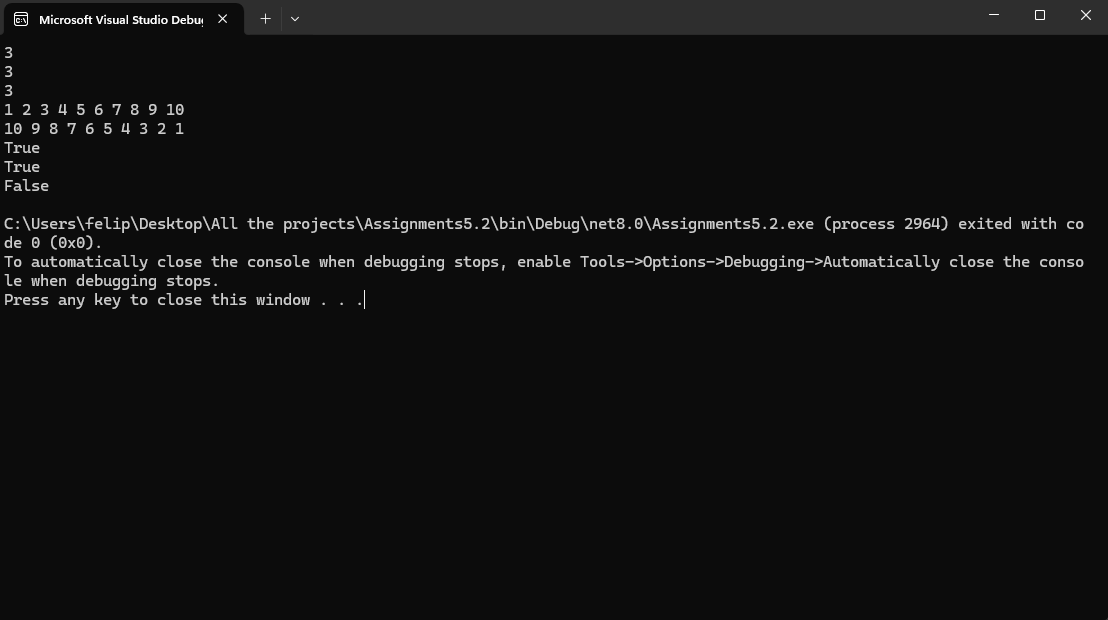 Microsoft Visual Studio Debu
3
3
3
1 2 3 4 5 6 7 8 9 10
10 9 8 7 6 5 4 3 2 1
True
True
False
C:\Users\felip\Desktop\All the projects\Assignments5.2\bin\Debug\net8.0\Assignments5.2.exe (process 2964) exited with co
de 0 (0x0).
To automatically close the console when debugging stops, enable Tools->Options->Debugging->Automatically close the conso
le when debugging stops.
Press any key to close this window . . .